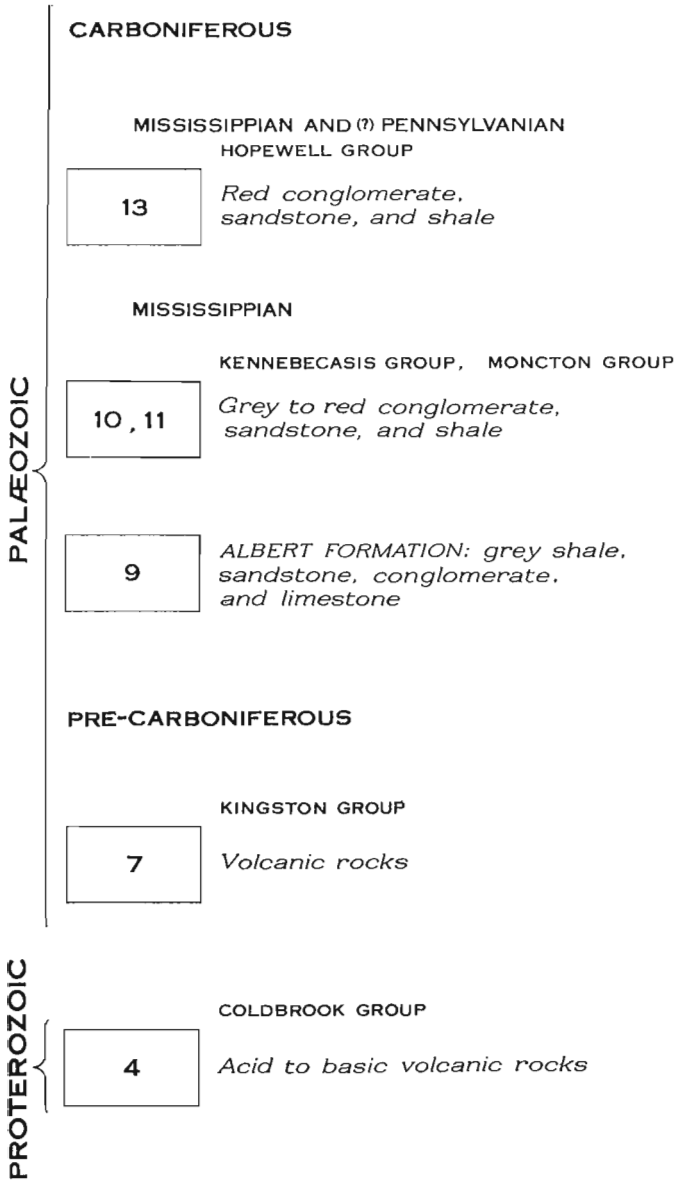 CARBONIFEROUS
MISSISSIPPIAN AND (?) PENNSYLVANIAN
HOPEWELL GROUP
13
Red conglomerate,
sandstone, and shale
MISSISSIPPIAN
KENNEBECASIS GROUP, MONCTON GROUP
10, 11
Grey to red conglomerate,
sandstone, and shale
PALÆOZOIC
9
ALBERT FORMATION: grey shale,
sandstone, conglomerate,
and limestone
PRE-CARBONIFEROUS
KINGSTON GROUP
7
Volcanic rocks
PROTEROZOIC
COLDBROOK GROUP
4
Acid to basic volcanic rocks